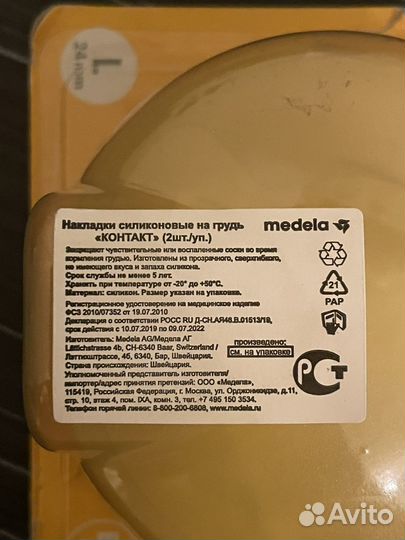 L
24 mm
Накладки силиконовые на грудь
«КОНТАКТ» (2шт./уп.)
medela
Защищают чувствительные или воспаленные соски во время
кормления грудью. Изготовлены из прозрачного, сверхгибкого,
не имеющего вкуса и запаха силикона.
Срок службы не менее 5 лет.
Хранить при температуре от -20° до +50°C.
Материал: силикон. Размер указан на упаковке.
21
PAP
Регистрационное удостоверение на медицинское изделие
ФСЗ 2010/07352 от 19.07.2010
Декларация о соответствии РОСС RU Д-CH.АЯ46.В.01513/19,
срок действия с 10.07.2019 по 09.07.2022
Изготовитель: Medela AG/Медела АГ
Lättichstrasse 4b, CH-6340 Baar, Switzerland /
Латтихштрассе, 4б, 6340, Бар, Швейцария.
Страна происхождения: Швейцария.
Произведено:
см. на упаковке
Уполномоченный представитель изготовителя/
импортер/адрес принятия претензий: ООО «Медела»,
115419, Российская Федерация, г. Москва, ул. Орджоникидзе, д.11,
стр. 10, этаж 4, пом. IXA, ком. 3, тел. +7 495 150 3534.
Телефон горячей линии: 8-800-200-6808, www.medela.ru
РСТ
Avito